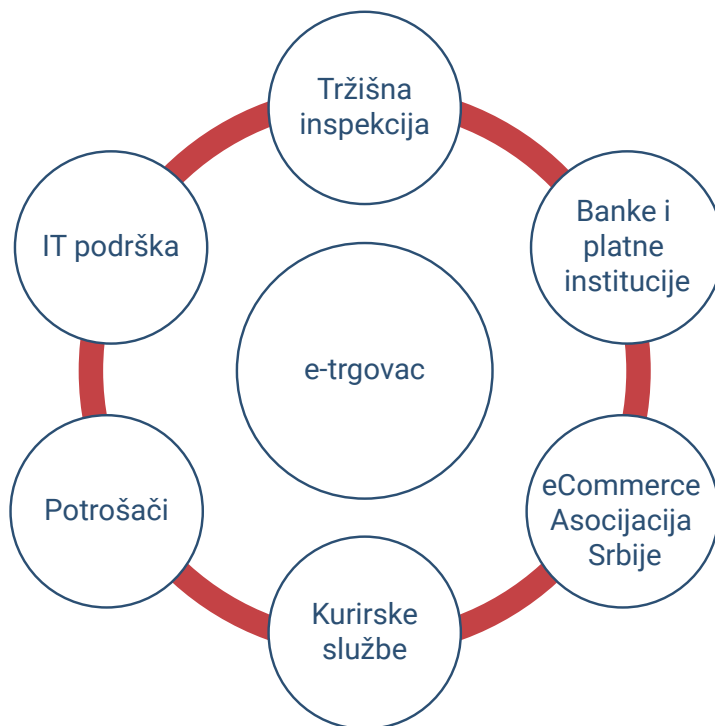 Tržišna
inspekcija
Banke i
platne
institucije
IT podrška
e-trgovac
Potrošači
eCommerce
Asocijacija
Srbije
Kurirske
službe